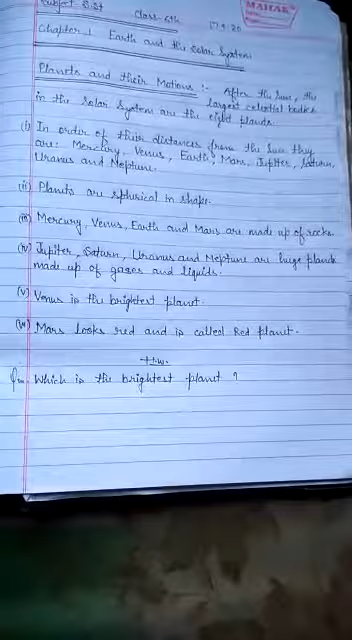 Subject - S.St
Class - 6th
17.4.20
MAHAK
Chapter 1 Earth and the Solar System
Planets and their Motions :- After the Sun, the
largest celestial bodies
in the Solar System are the eight planets.
(i) In order of their distances from the Sun they
are: Mercury, Venus, Earth, Mars, Jupiter, Saturn,
Uranus and Neptune.
(ii) Planets are spherical in shape.
(iii) Mercury, Venus, Earth and Mars are made up of rocks.
(iv) Jupiter, Saturn, Uranus and Neptune are huge planets
made up of gases and liquids.
(v) Venus is the brightest planet.
(vi) Mars looks red and is called Red planet.
H.W.
Which is the brightest planet ?